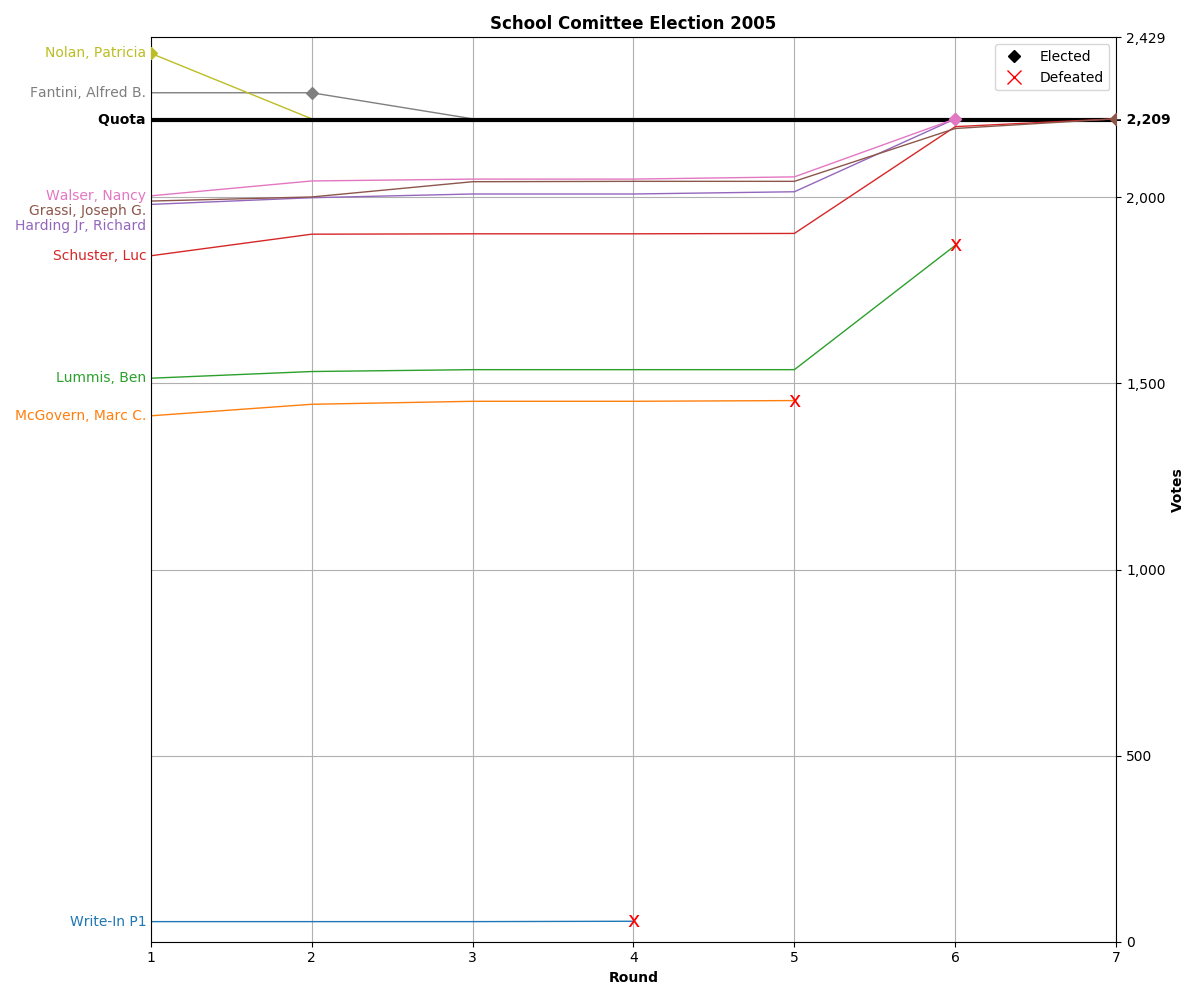 School Comittee Election 2005
Nolan, Patricia
Fantini, Alfred B.
Quota
Walser, Nancy
Grassi, Joseph G.
Harding Jr, Richard
Schuster, Luc
Lummis, Ben
McGovern, Marc C.
Write-In P1
Elected
Defeated
2,429
2,209
2,000
1,500
1,000
500
0
Votes
1 2 3 4 5 6 7
Round